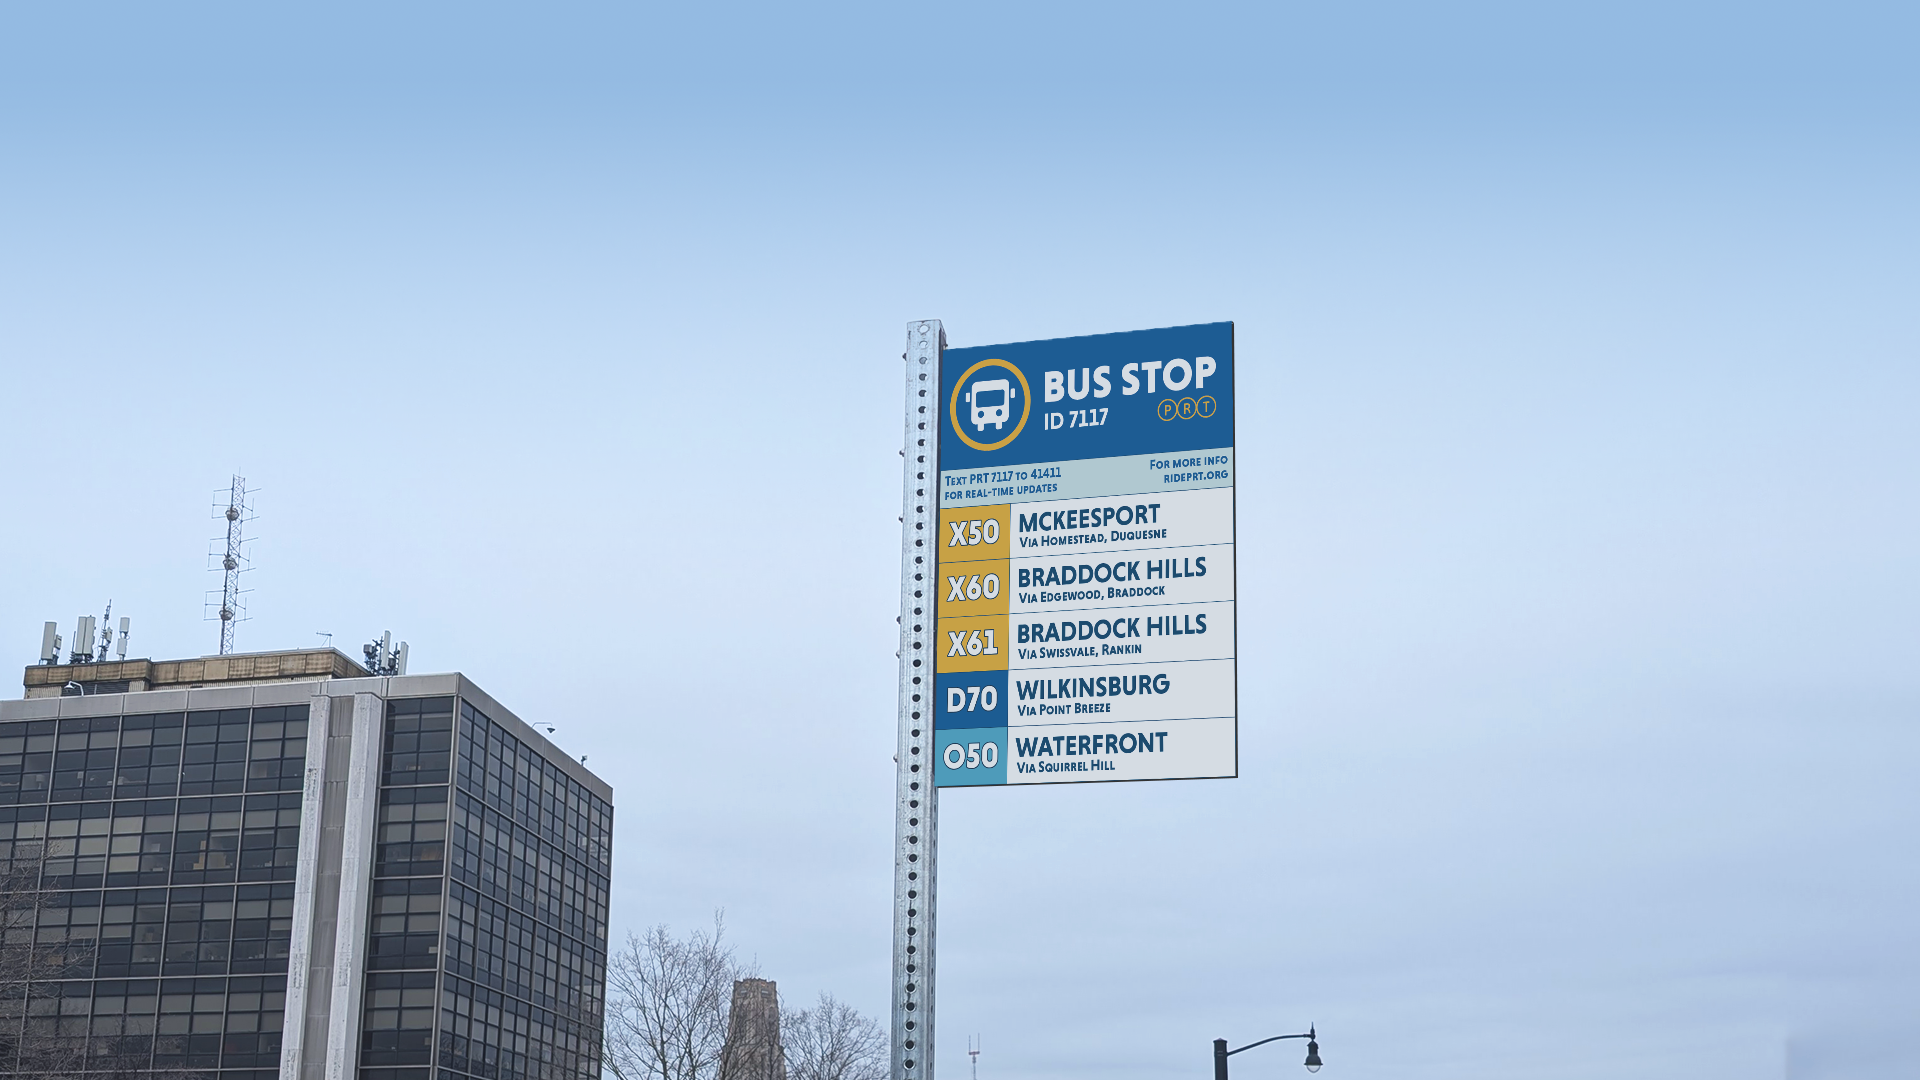 BUS STOP
ID 7117
PRT
Text PRT 7117 to 41411
for real-time updates
For more info
rideprt.org
X50 MCKEESPORT
Via Homestead, Duquesne
X60 BRADDOCK HILLS
Via Edgewood, Braddock
X61 BRADDOCK HILLS
Via Swissvale, Rankin
D70 WILKINSBURG
Via Point Breeze
O50 WATERFRONT
Via Squirrel Hill